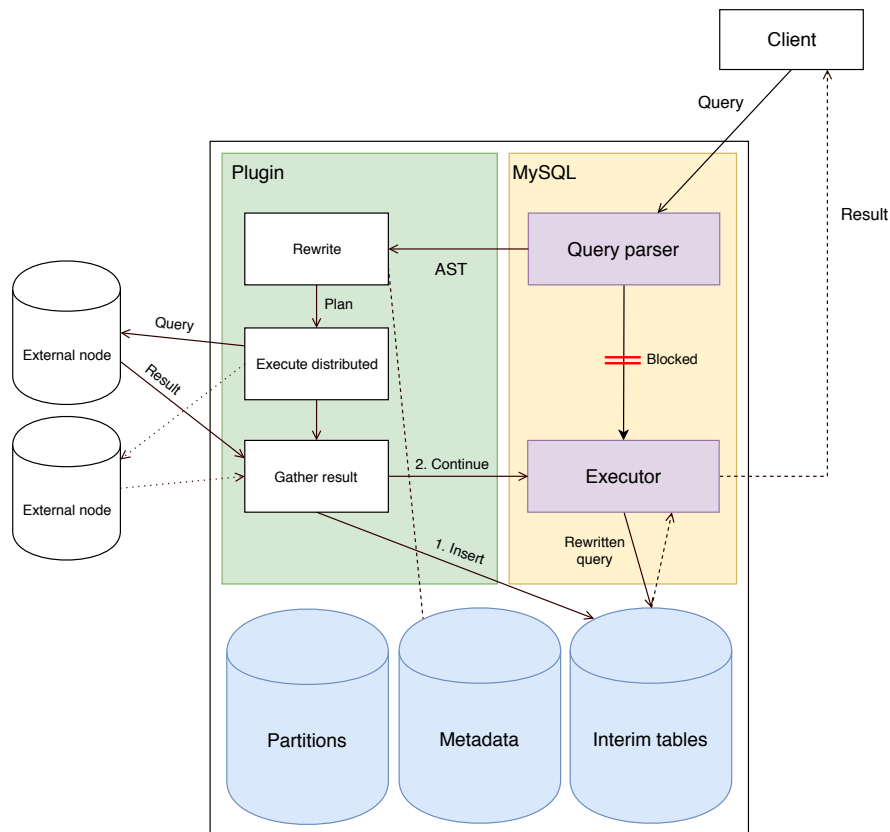 Client
Query
Plugin
MySQL
Result
Rewrite
Query parser
AST
Plan
Query
External node
Execute distributed
Blocked
Result
2. Continue
Gather result
Executor
External node
1. Insert
Rewritten
query
Partitions
Metadata
Interim tables